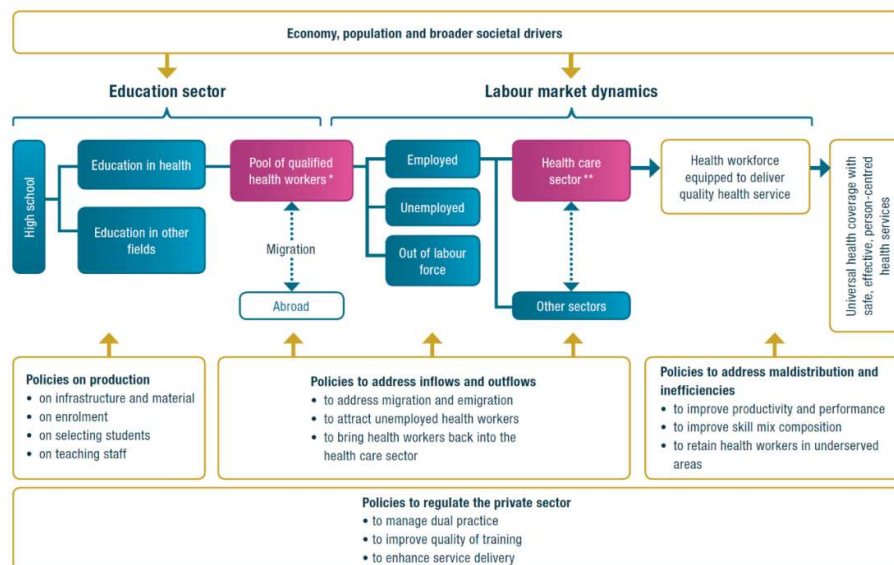 Economy, population and broader societal drivers
Education sector
Labour market dynamics
High school
Education in health
Education in other
fields
Pool of qualified
health workers *
Migration
Abroad
Employed
Unemployed
Out of labour
force
Health care
sector **
Other sectors
Health workforce
equipped to deliver
quality health service
Universal health coverage with
safe, effective, person-centred
health services
Policies on production
• on infrastructure and material
• on enrolment
• on selecting students
• on teaching staff
Policies to address inflows and outflows
• to address migration and emigration
• to attract unemployed health workers
• to bring health workers back into the
health care sector
Policies to address maldistribution and
inefficiencies
• to improve productivity and performance
• to improve skill mix composition
• to retain health workers in underserved
areas
Policies to regulate the private sector
• to manage dual practice
• to improve quality of training
• to enhance service delivery